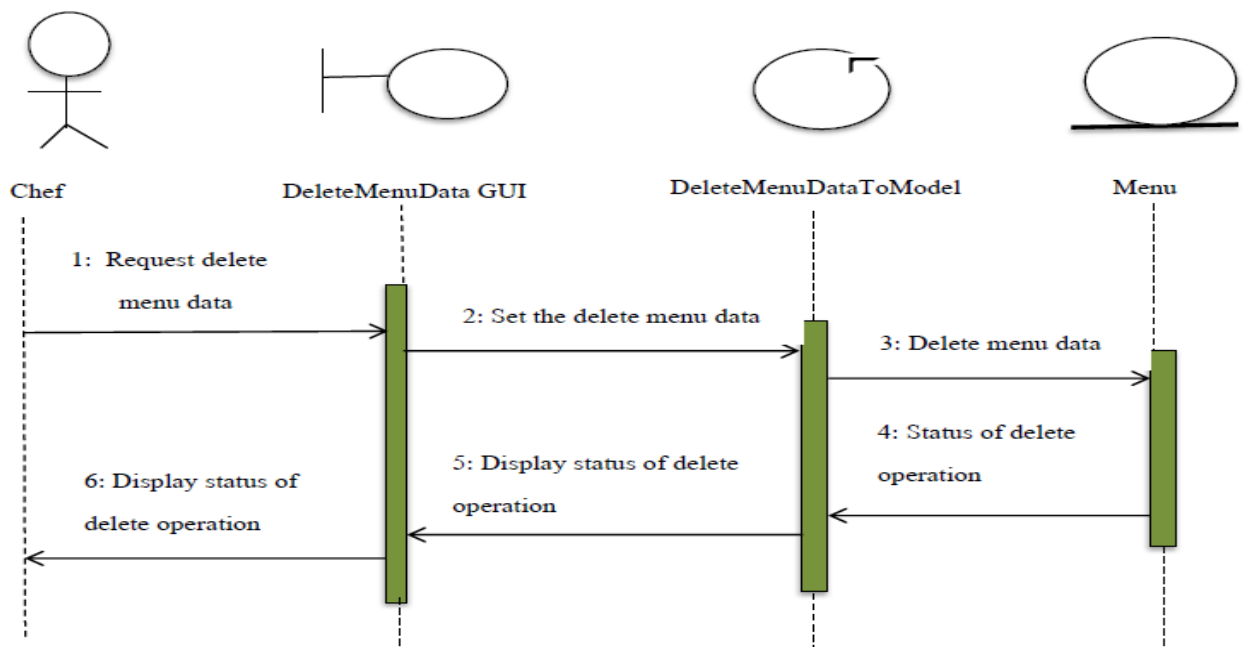 Chef
DeleteMenuData GUI
DeleteMenuDataToModel
Menu
1: Request delete
menu data
2: Set the delete menu data
3: Delete menu data
4: Status of delete
operation
5: Display status of delete
operation
6: Display status of
delete operation